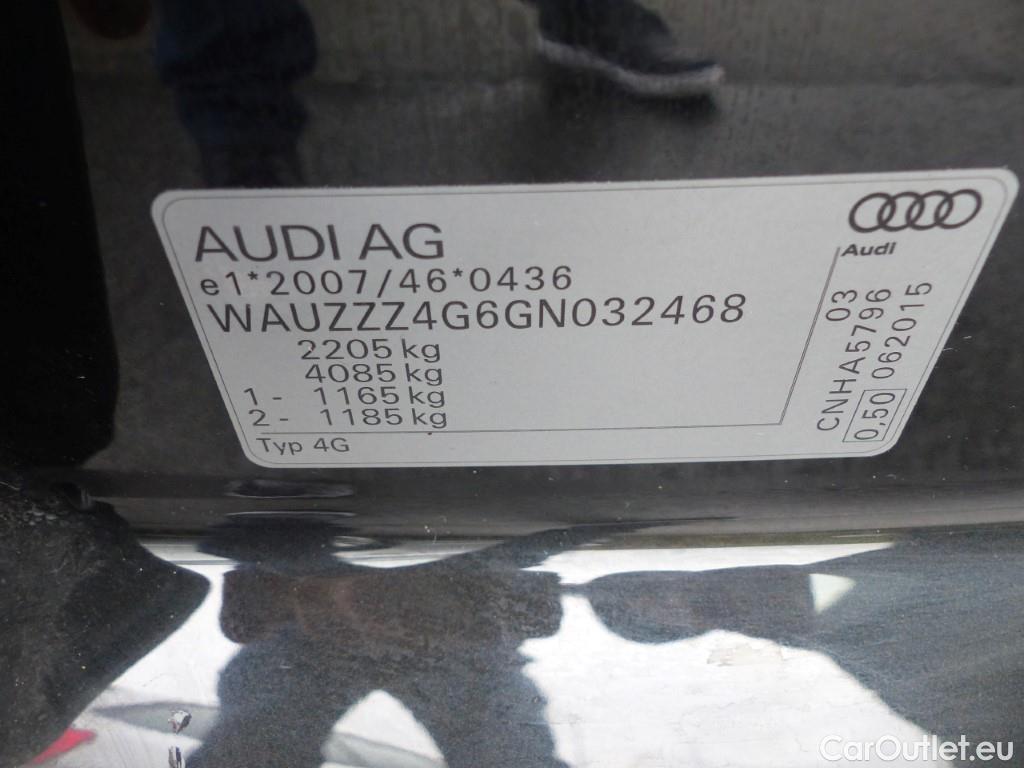 AUDI AG
e1*2007/46*0436
WAUZZZ4G6GN032468
2205 kg
4085 kg
1 - 1165 kg
2 - 1185 kg
Typ 4G
Audi
03
CNHA5796
0,50 062015
CarOutlet.eu